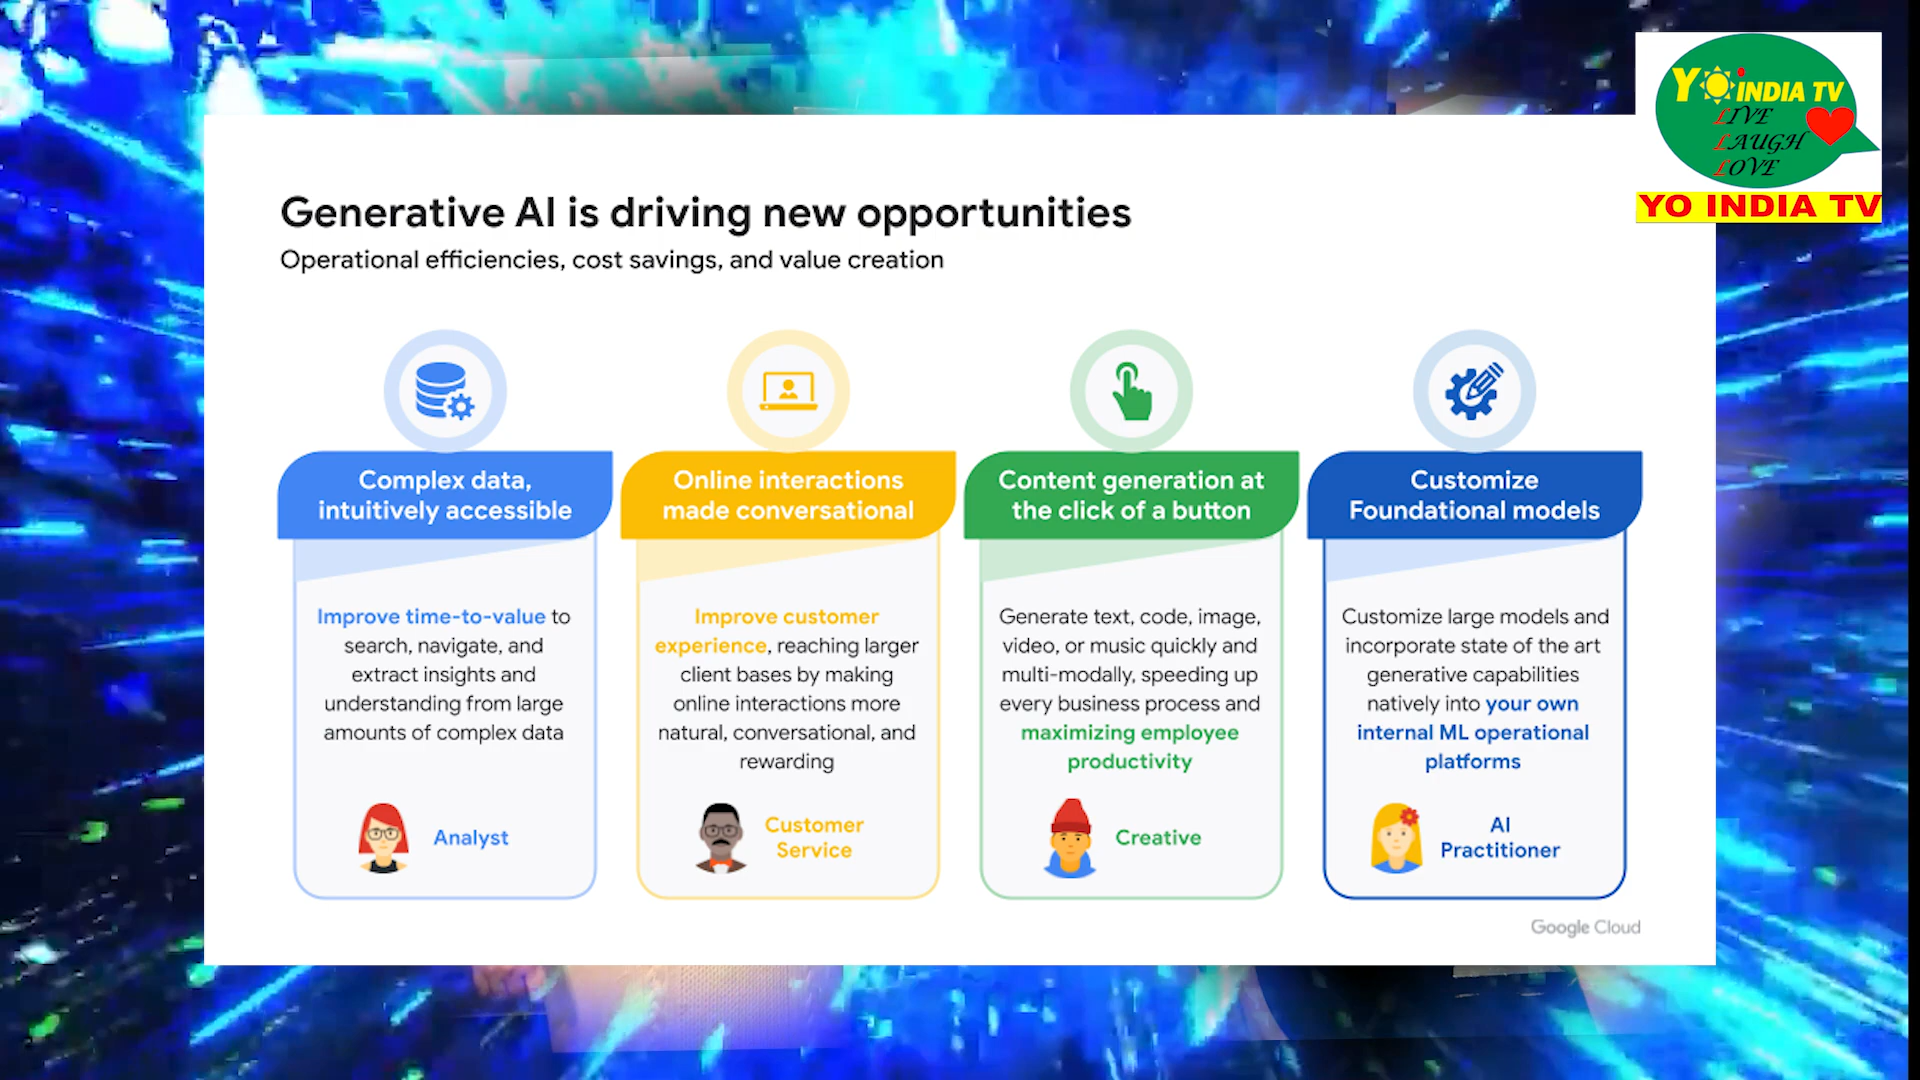 YO INDIA TV
LIVE
LAUGH
LOVE
YO INDIA TV
Generative AI is driving new opportunities
Operational efficiencies, cost savings, and value creation
Complex data,
intuitively accessible
Improve time-to-value to
search, navigate, and
extract insights and
understanding from large
amounts of complex data
Analyst
Online interactions
made conversational
Improve customer
experience, reaching larger
client bases by making
online interactions more
natural, conversational, and
rewarding
Customer
Service
Content generation at
the click of a button
Generate text, code, image,
video, or music quickly and
multi-modally, speeding up
every business process and
maximizing employee
productivity
Creative
Customize
Foundational models
Customize large models and
incorporate state of the art
generative capabilities
natively into your own
internal ML operational
platforms
AI
Practitioner
Google Cloud